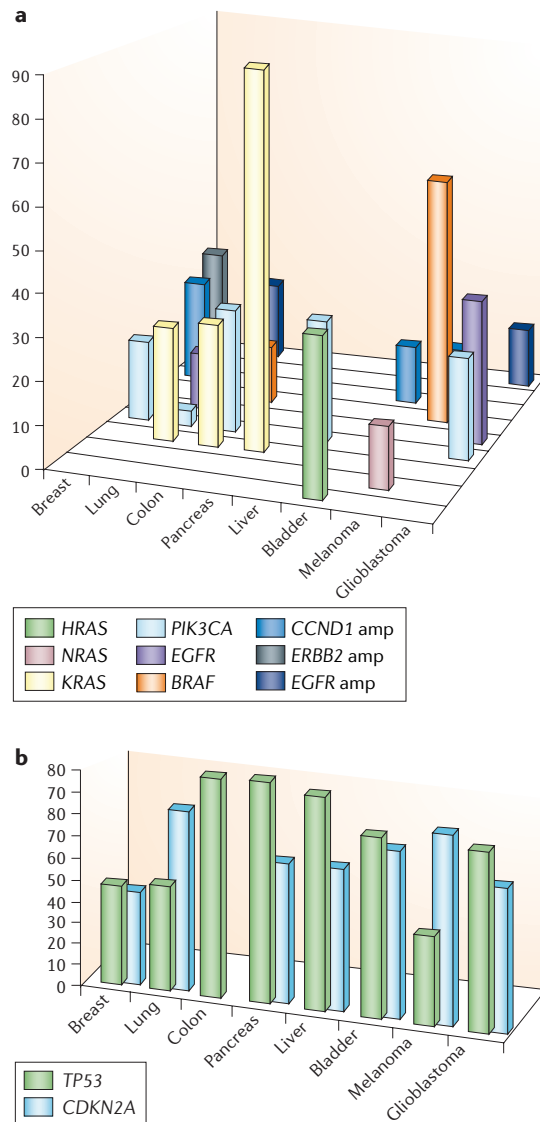 a
90
80
70
60
50
40
30
20
10
0
Breast
Lung
Colon
Pancreas
Liver
Bladder
Melanoma
Glioblastoma
HRAS PIK3CA CCND1 amp
NRAS EGFR ERBB2 amp
KRAS BRAF EGFR amp
b
80
70
80
60
50
40
30
20
10
0
Breast
Lung
Colon
Pancreas
Liver
Bladder
Melanoma
Glioblastoma
TP53
CDKN2A